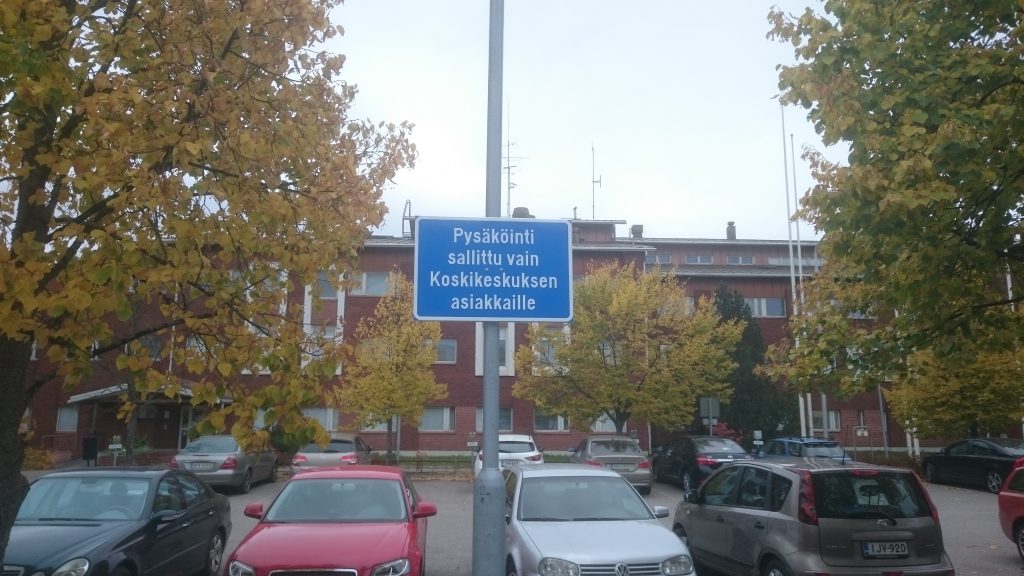 Pysäköinti
sallittu vain
Koskikeskuksen
asiakkaille
IJV-920